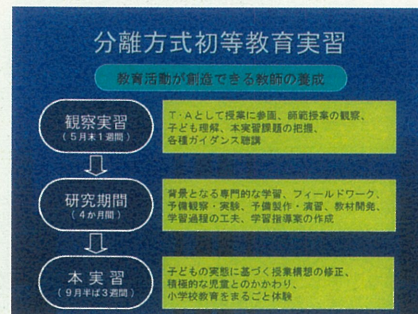 分離方式初等教育実習
教育活動が創造できる教師の養成
観察実習
(5月末1週間)
T・Aとして授業に参画、師範授業の観察、
子ども理解、本実習課題の把握、
各種ガイダンス聴講
研究期間
(4か月間)
背景となる専門的な学習、フィールドワーク、
予備観察・実験、予備製作・演習、教材開発、
学習過程の工夫、学習指導案の作成
本実習
(9月半ば3週間)
子どもの実態に基づく授業構想の修正、
積極的な児童とのかかわり、
小学校教育をまるごと体験